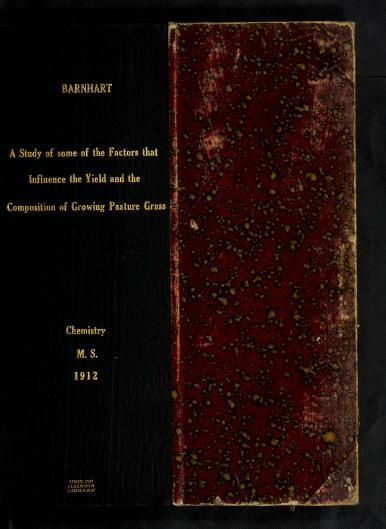 BARNHART
A Study of some of the Factors that
Influence the Yield and the
Composition of Growing Pasture Grass
Chemistry
M. S.
1912
UNIV OF
ILLINOIS
LIBRARY